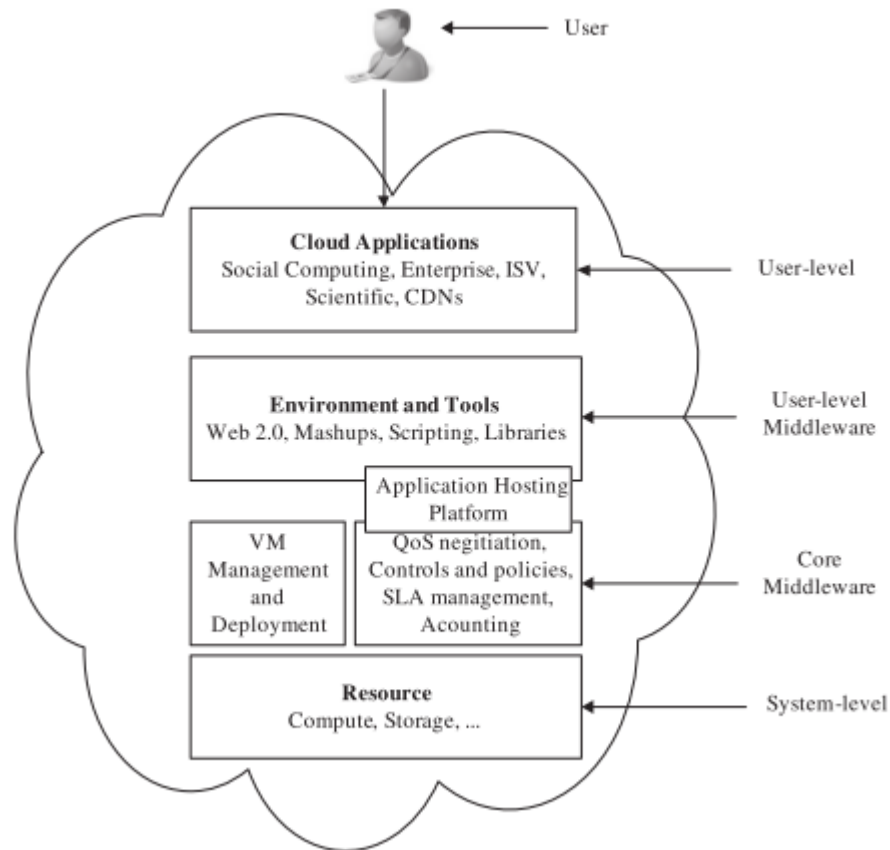 User
Cloud Applications
Social Computing, Enterprise, ISV,
Scientific, CDNs
User-level
Environment and Tools
Web 2.0, Mashups, Scripting, Libraries
User-level
Middleware
Application Hosting
Platform
VM
Management
and
Deployment
QoS negitiation,
Controls and policies,
SLA management,
Acounting
Core
Middleware
Resource
Compute, Storage, ...
System-level